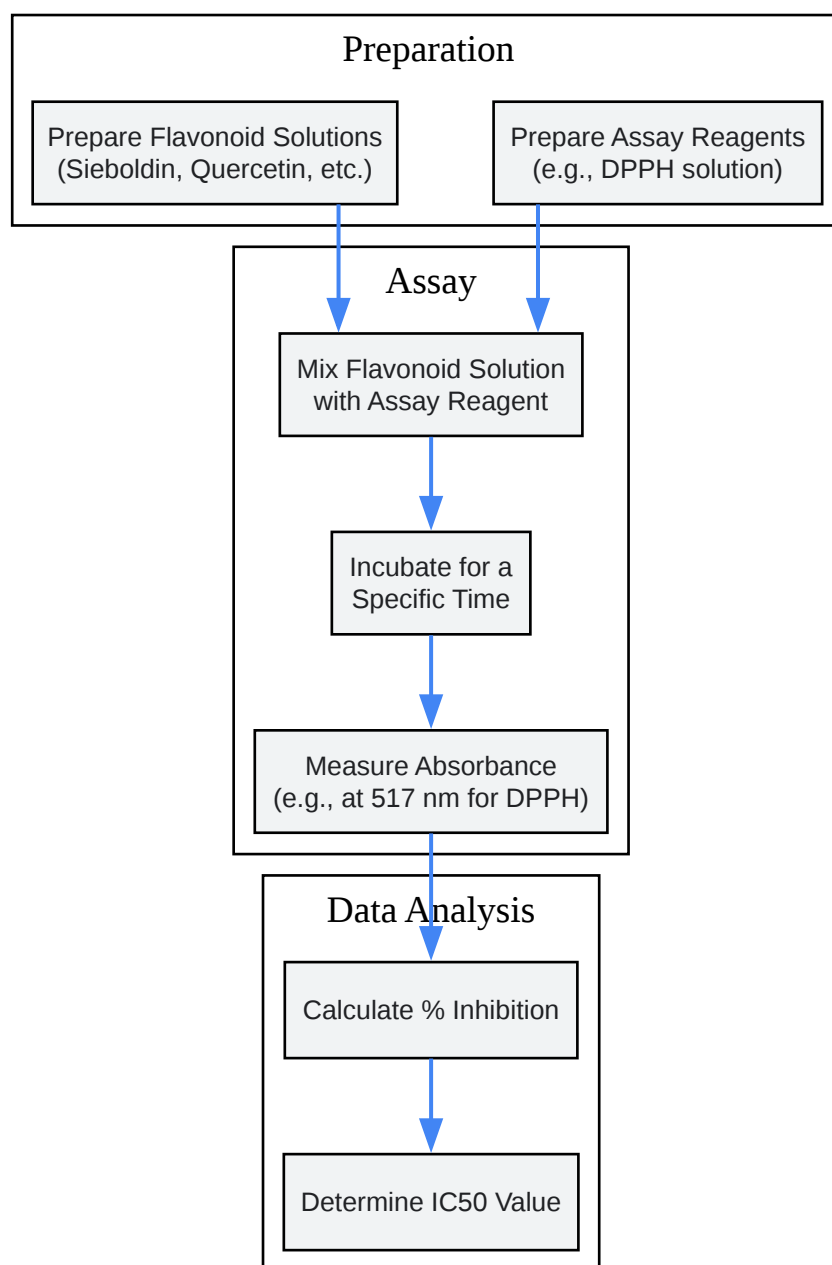 Preparation
Prepare Flavonoid Solutions
(Sieboldin, Quercetin, etc.)
Prepare Assay Reagents
(e.g., DPPH solution)
Assay
Mix Flavonoid Solution
with Assay Reagent
Incubate for a
Specific Time
Measure Absorbance
(e.g., at 517 nm for DPPH)
Data Analysis
Calculate % Inhibition
Determine IC50 Value